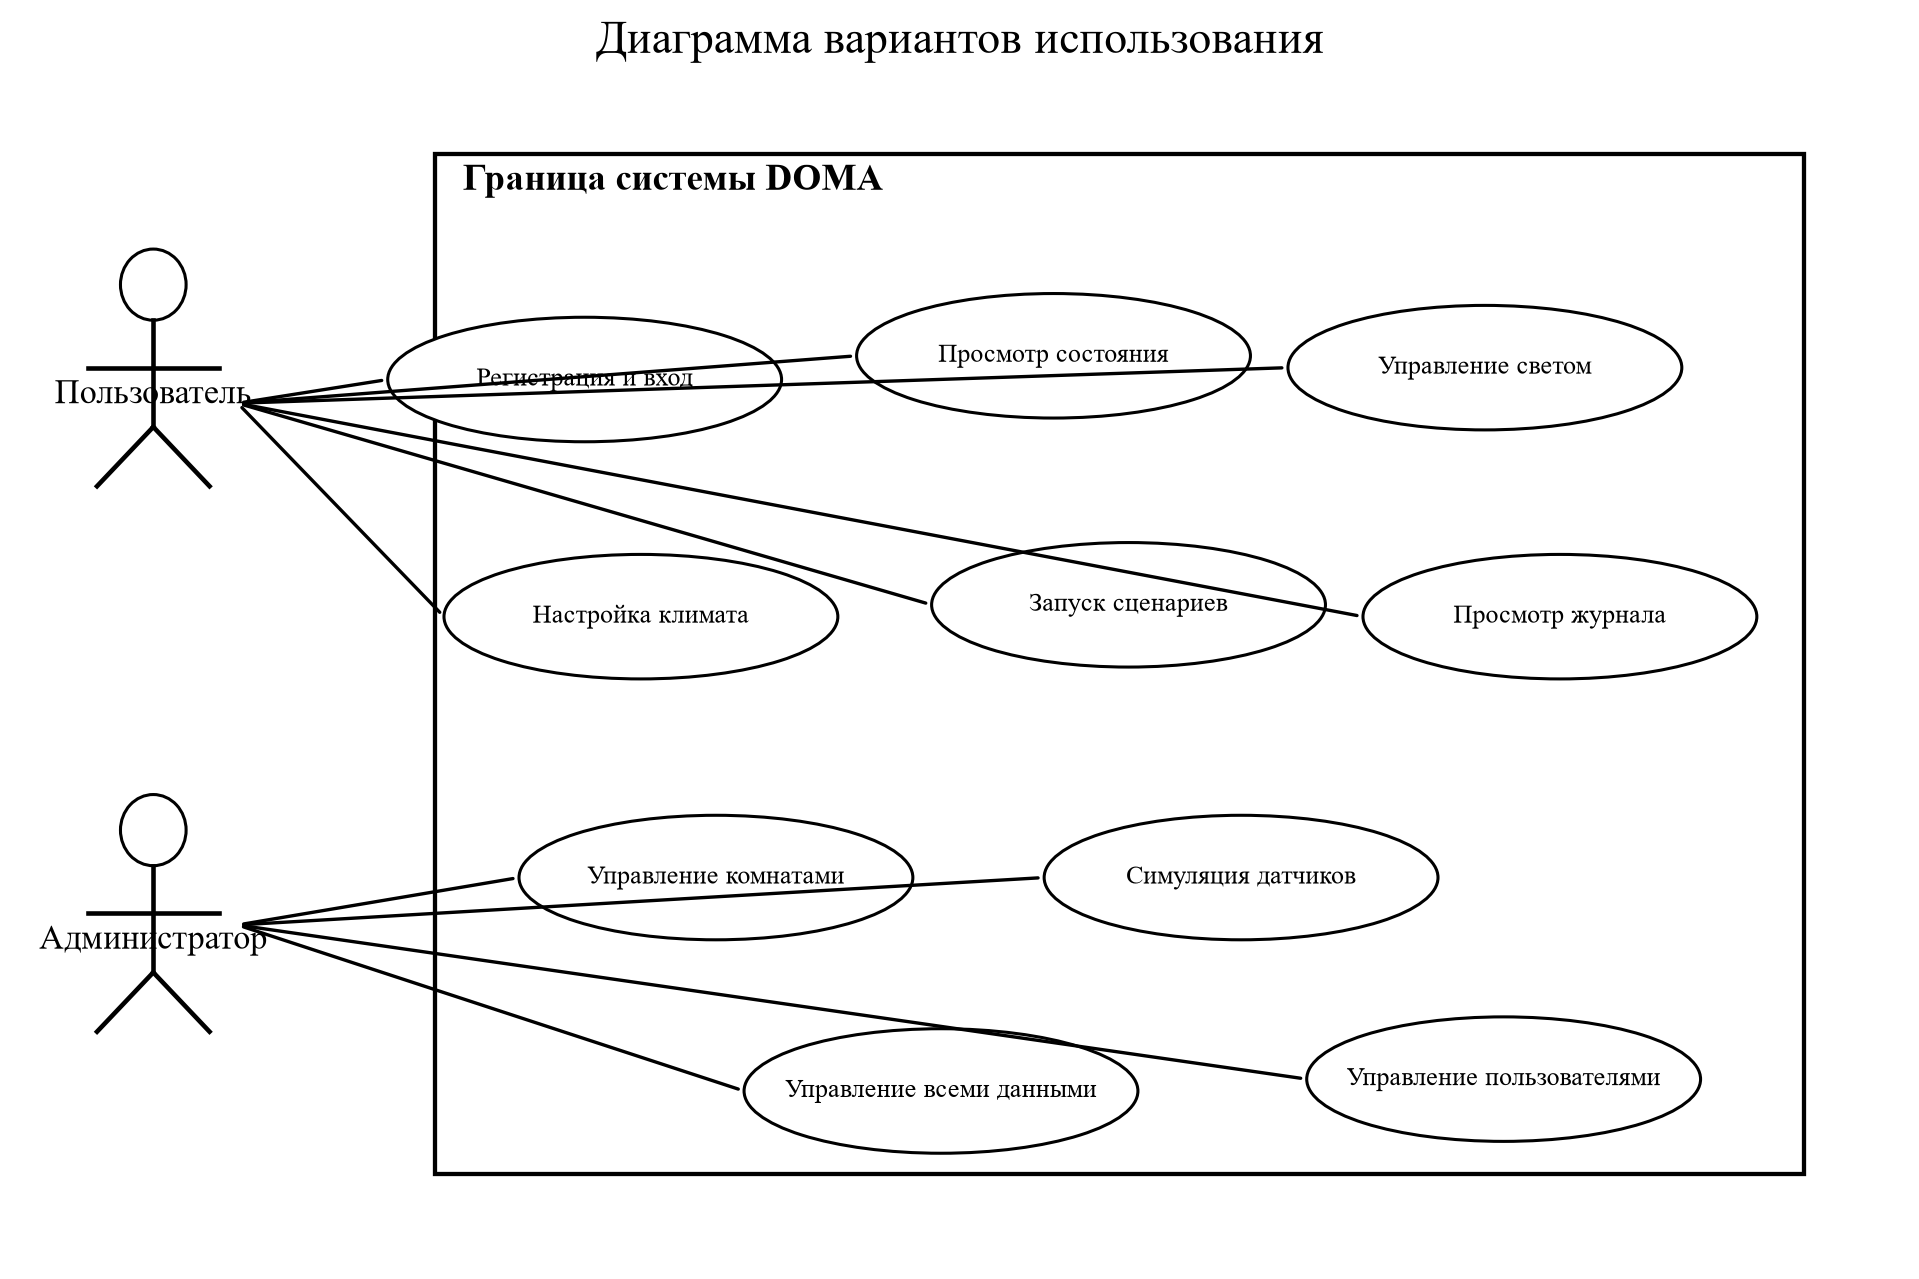 Диаграмма вариантов использования
Граница системы DOMA
Пользователь
Регистрация и вход
Просмотр состояния
Управление светом
Настройка климата
Запуск сценариев
Просмотр журнала
Администратор
Управление комнатами
Симуляция датчиков
Управление всеми данными
Управление пользователями